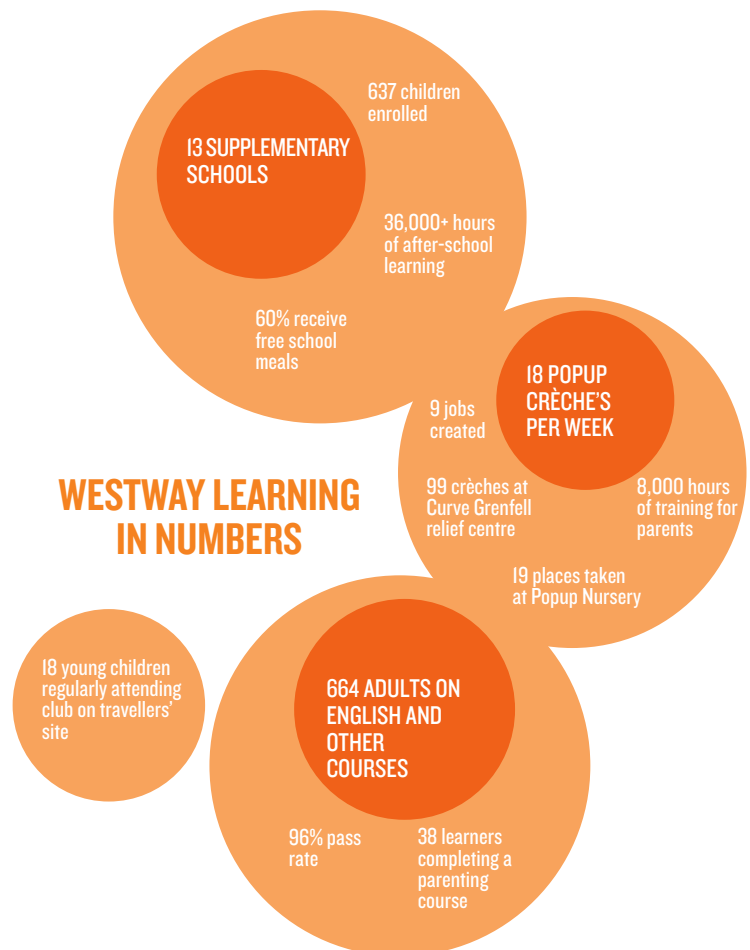 637 children
enrolled
13 SUPPLEMENTARY
SCHOOLS
36,000+ hours
of after-school
learning
60% receive
free school
meals
18 POPUP
CRÈCHE'S
PER WEEK
9 jobs
created
99 crèches at
Curve Grenfell
relief centre
8,000 hours
of training for
parents
19 places taken
at Popup Nursery
WESTWAY LEARNING
IN NUMBERS
18 young children
regularly attending
club on travellers'
site
664 ADULTS ON
ENGLISH AND
OTHER
COURSES
96% pass
rate
38 learners
completing a
parenting
course